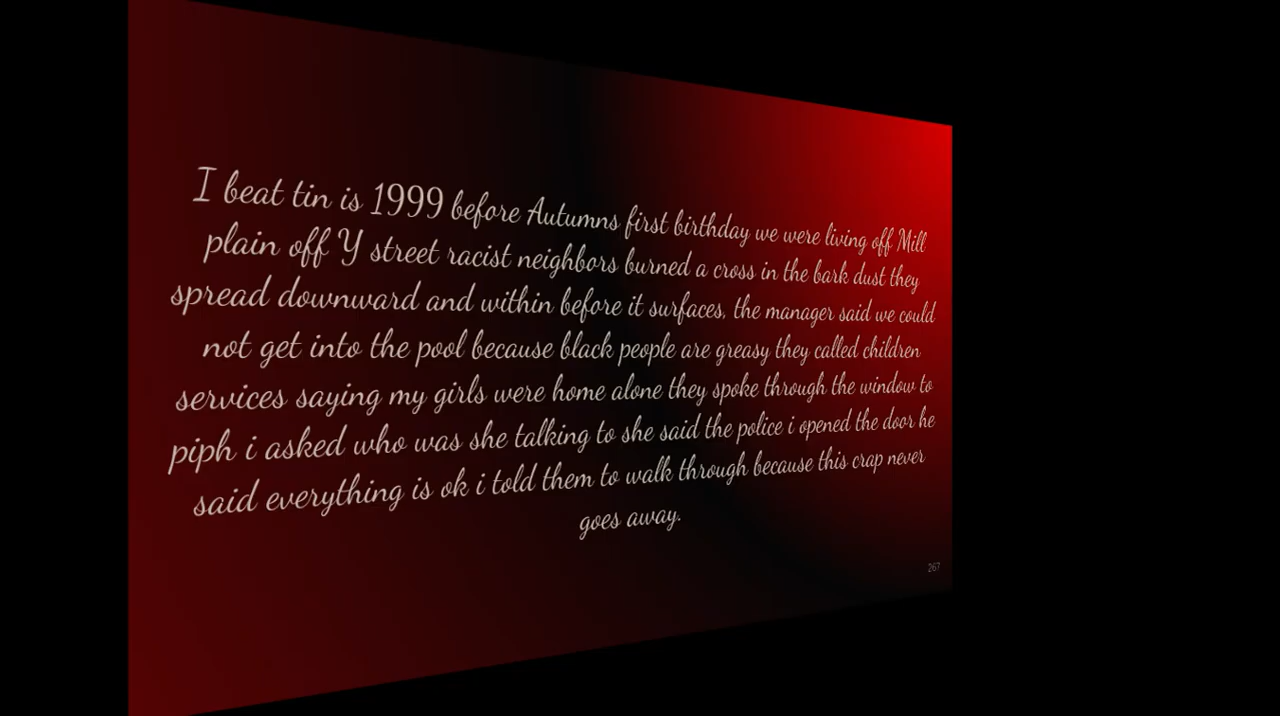 I beat tin is 1999 before Autumns first birthday we were living off Mill
plain off Y street racist neighbors burned a cross in the bark dust they
spread downward and within before it surfaces, the manager said we could
not get into the pool because black people are greasy they called children
services saying my girls were home alone they spoke through the window to
piph i asked who was she talking to she said the police i opened the door he
said everything is ok i told them to walk through because this crap never
goes away.
267